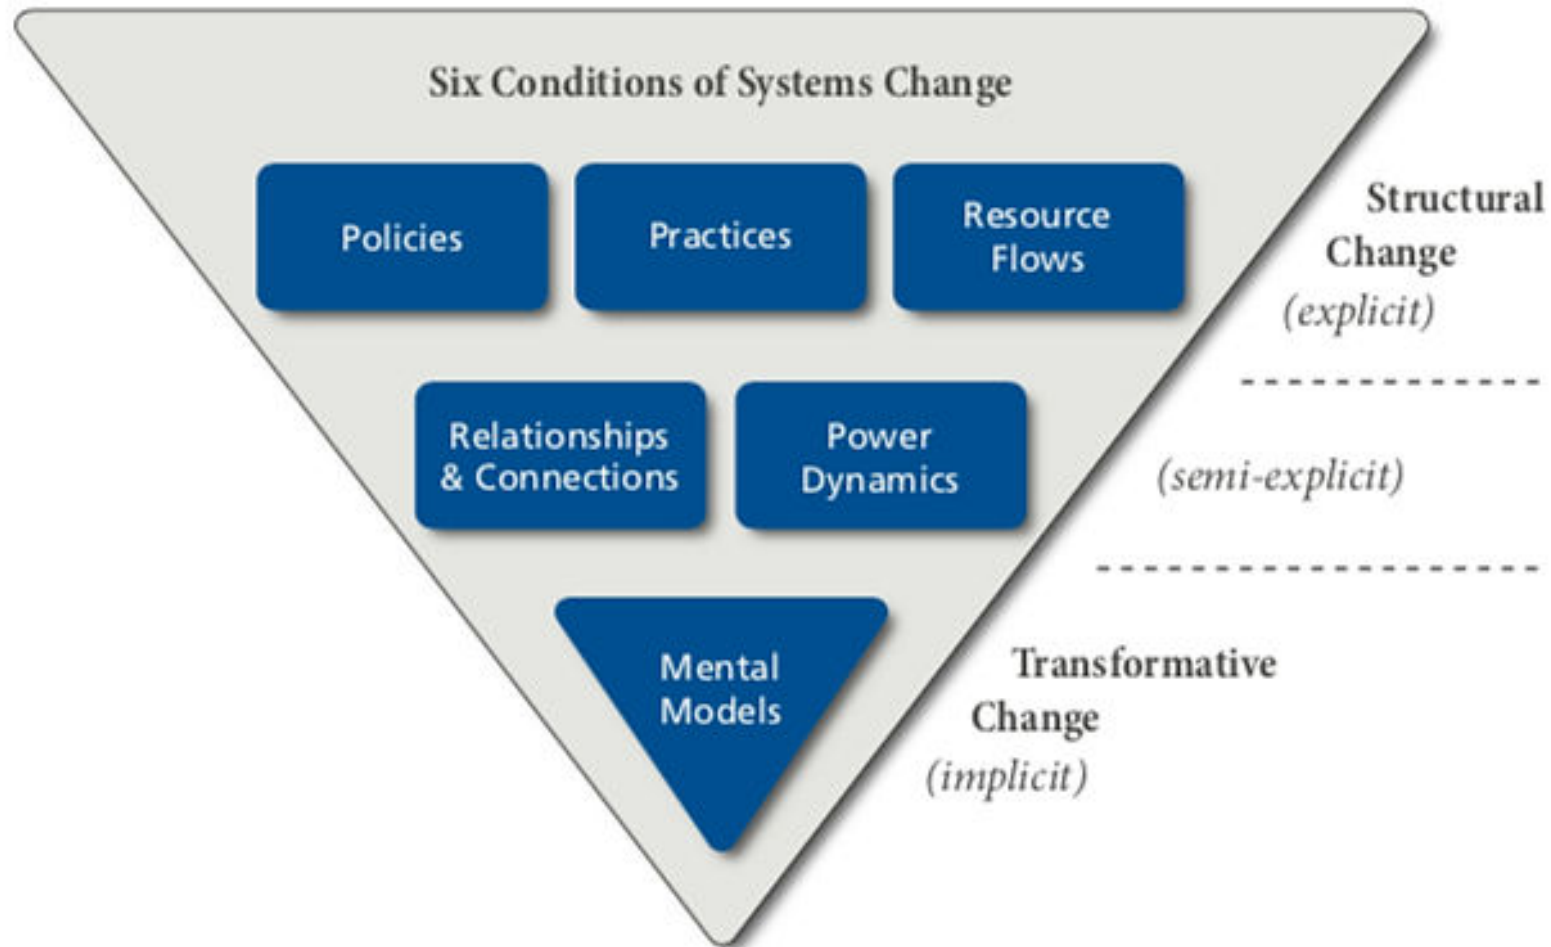 Six Conditions of Systems Change
Policies
Practices
Resource
Flows
Structural
Change
(explicit)
Relationships
& Connections
Power
Dynamics
(semi-explicit)
Mental
Models
Transformative
Change
(implicit)